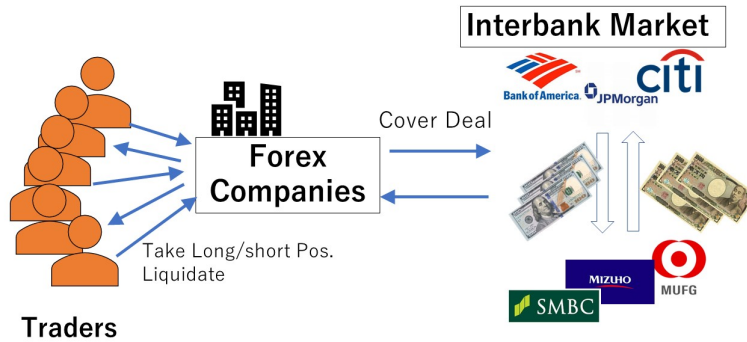 Interbank Market
Bank of America.
JPMorgan
citi
Cover Deal
Forex
Companies
Take Long/short Pos.
Liquidate
MIZUHO
MUFG
SMBC
Traders